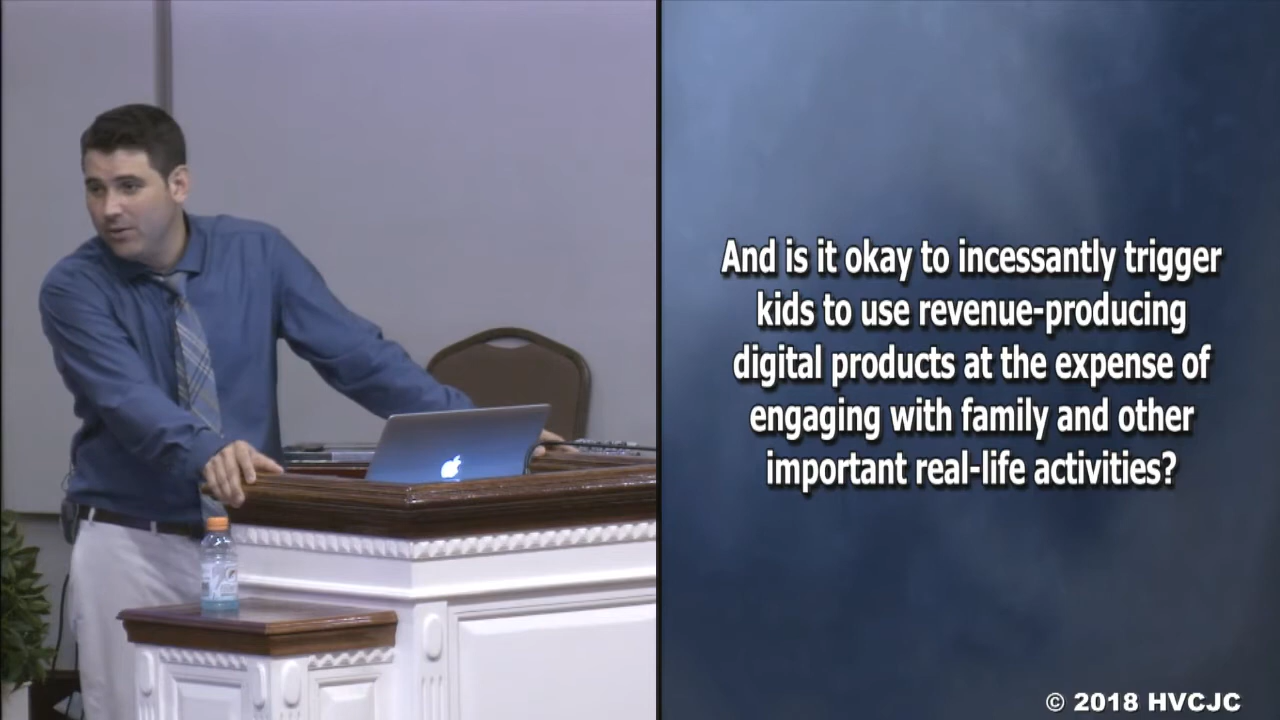 And is it okay to incessantly trigger
kids to use revenue-producing
digital products at the expense of
engaging with family and other
important real-life activities?
© 2018 HVCJC